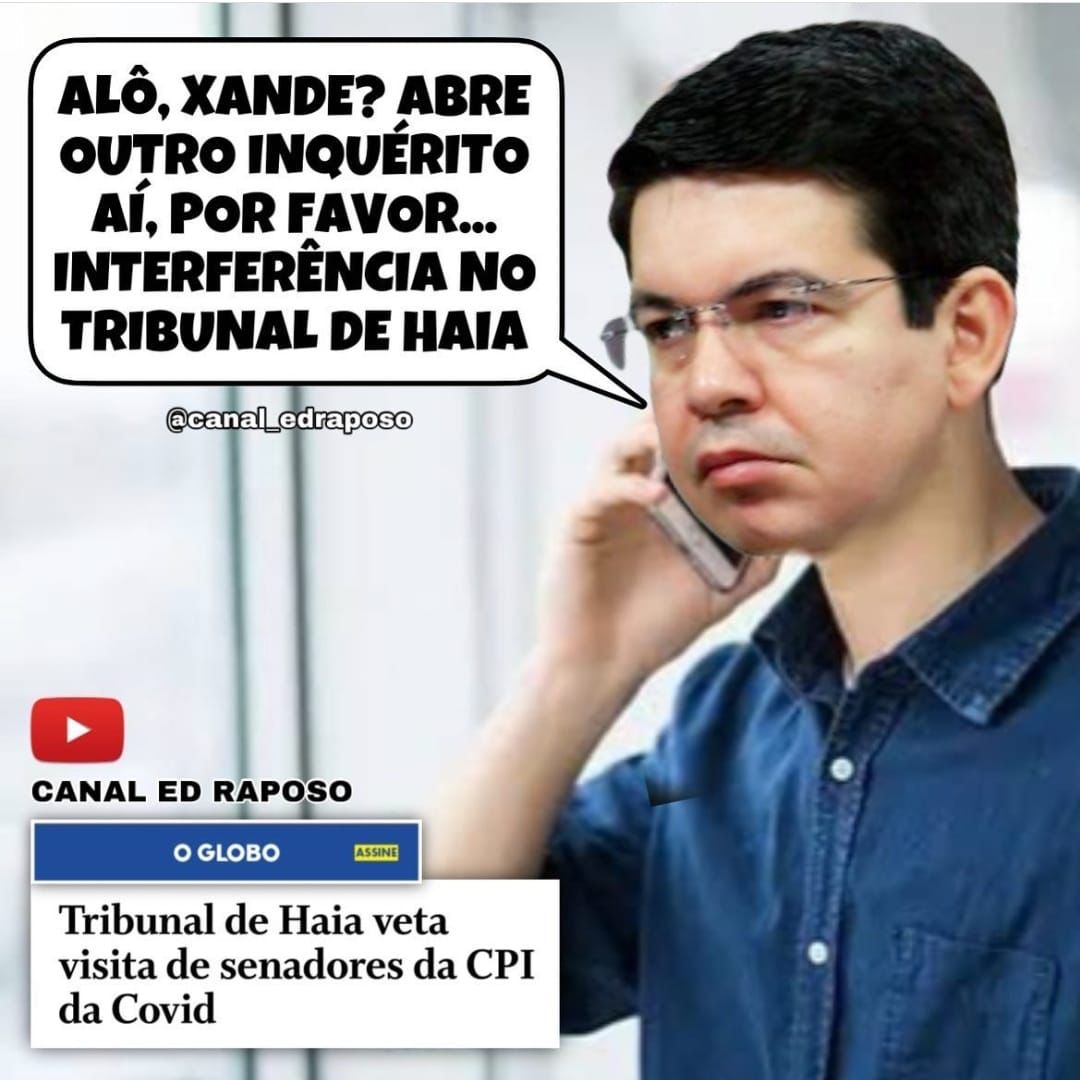 ALÔ, XANDE? ABRE
OUTRO INQUÉRITO
AÍ, POR FAVOR...
INTERFERÊNCIA NO
TRIBUNAL DE HAIA
@canal_edraposo
CANAL ED RAPOSO
O GLOBO ASSINE
Tribunal de Haia veta
visita de senadores da CPI
da Covid